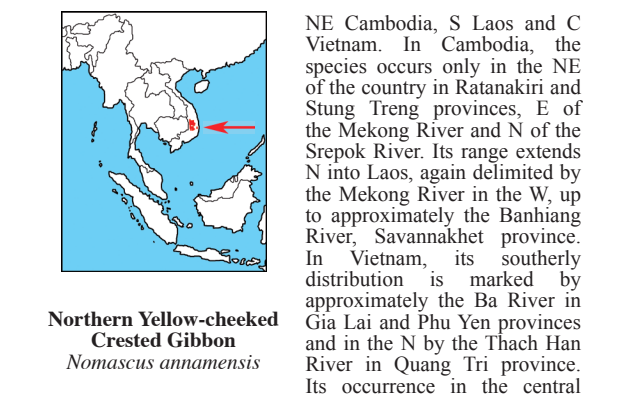 Northern Yellow-cheeked
Crested Gibbon
Nomascus annamensis
NE Cambodia, S Laos and C
Vietnam. In Cambodia, the
species occurs only in the NE
of the country in Ratanakiri and
Stung Treng provinces, E of
the Mekong River and N of the
Srepok River. Its range extends
N into Laos, again delimited by
the Mekong River in the W, up
to approximately the Banhiang
River, Savannakhet province.
In Vietnam, its southerly
distribution is marked by
approximately the Ba River in
Gia Lai and Phu Yen provinces
and in the N by the Thach Han
River in Quang Tri province.
Its occurrence in the central